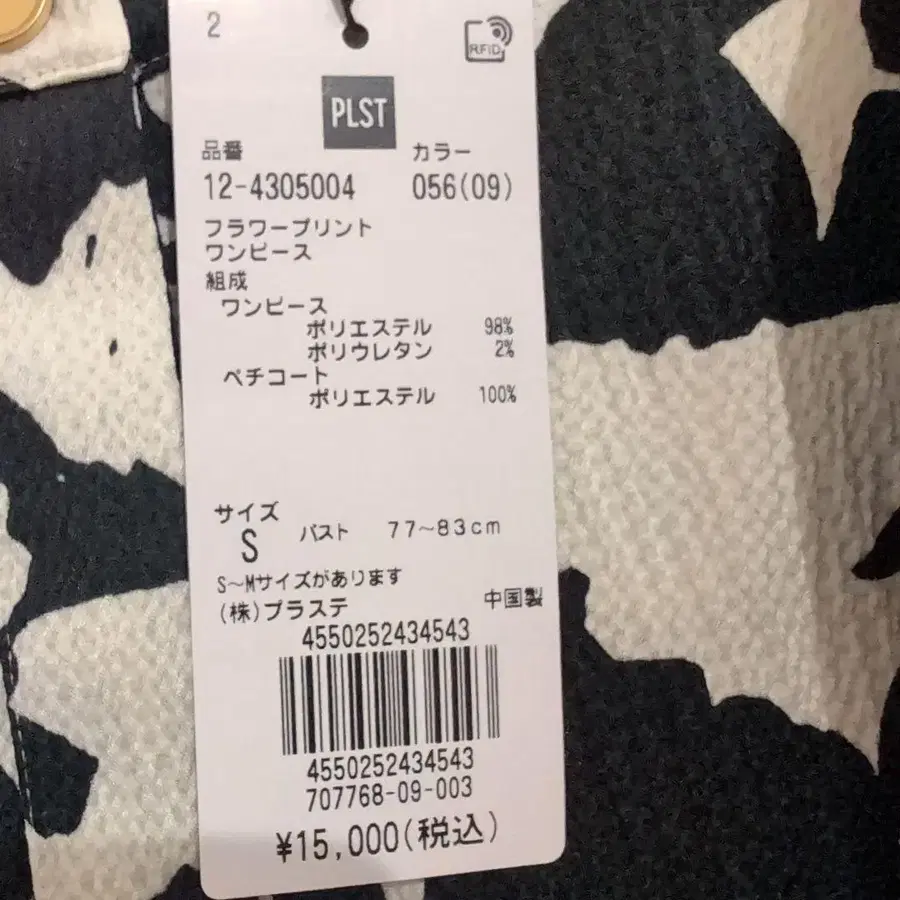 2
RFID
PLST
品番 カラー
12-4305004 056(09)
フラワープリント
ワンピース
組成
ワンピース
ポリエステル 98%
ポリウレタン 2%
ペチコート
ポリエステル 100%
サイズ
S バスト 77~83cm
S~Mサイズがあります
(株)プラステ 中国製
4550252434543
4550252434543
707768-09-003
¥15,000(税込)